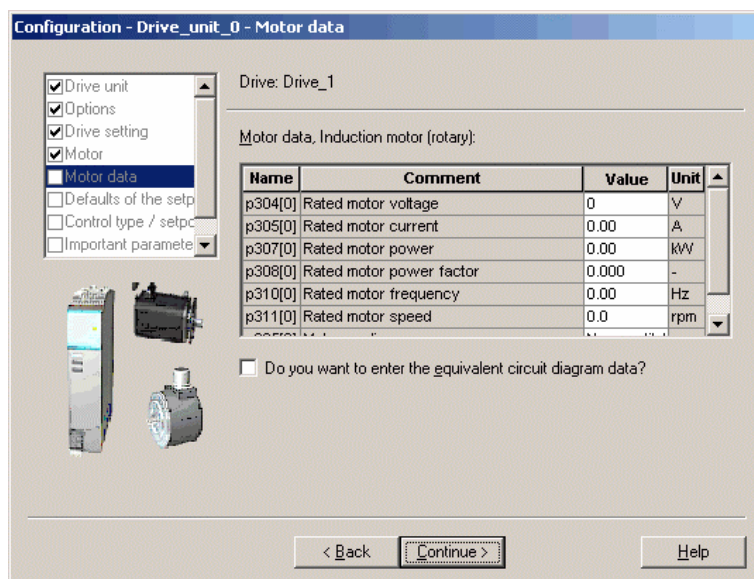 Configuration - Drive_unit_0 - Motor data
Drive unit
Options
Drive setting
Motor
Motor data
Defaults of the setp
Control type / setpo
Important paramete
Drive: Drive_1
Motor data, Induction motor (rotary):
Name Comment Value Unit
p304[0] Rated motor voltage 0 V
p305[0] Rated motor current 0.00 A
p307[0] Rated motor power 0.00 kW
p308[0] Rated motor power factor 0.000 -
p310[0] Rated motor frequency 0.00 Hz
p311[0] Rated motor speed 0.0 rpm
Do you want to enter the equivalent circuit diagram data?
< Back Continue > Help